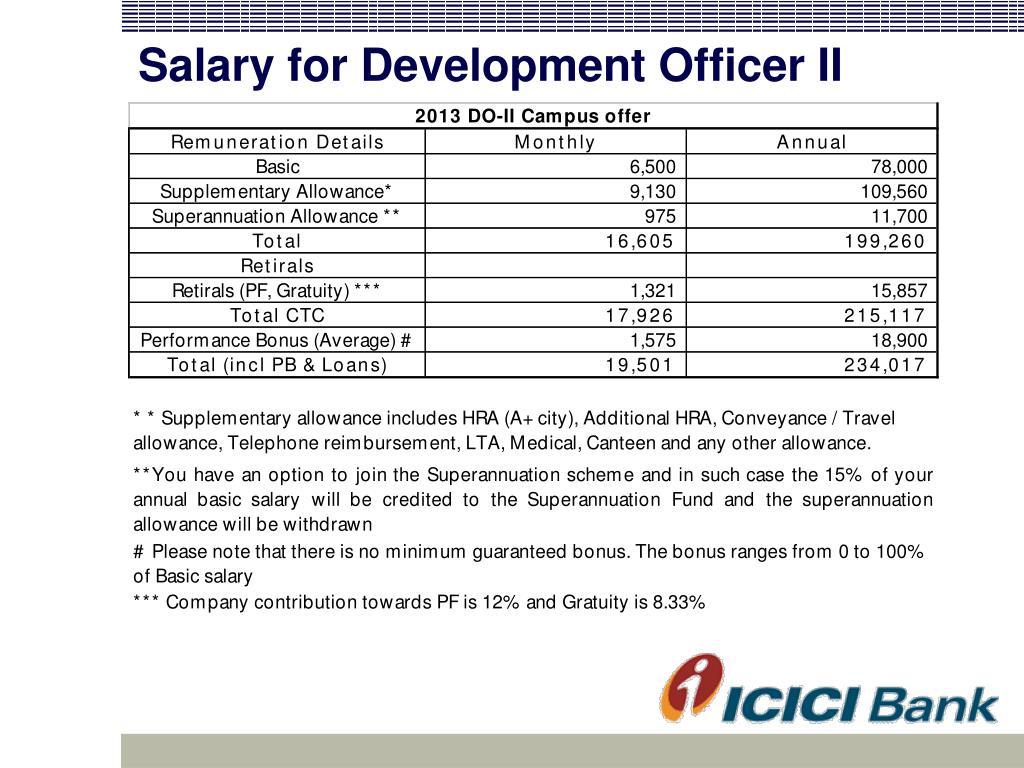 Salary for Development Officer II
2013 DO-II Campus offer
Remuneration Details Monthly Annual
Basic 6,500 78,000
Supplementary Allowance* 9,130 109,560
Superannuation Allowance ** 975 11,700
Total 16,605 199,260
Retirals
Retirals (PF, Gratuity) *** 1,321 15,857
Total CTC 17,926 215,117
Performance Bonus (Average) # 1,575 18,900
Total (incl PB & Loans) 19,501 234,017
* * Supplementary allowance includes HRA (A+ city), Additional HRA, Conveyance / Travel
allowance, Telephone reimbursement, LTA, Medical, Canteen and any other allowance.
**You have an option to join the Superannuation scheme and in such case the 15% of your
annual basic salary will be credited to the Superannuation Fund and the superannuation
allowance will be withdrawn
# Please note that there is no minimum guaranteed bonus. The bonus ranges from 0 to 100%
of Basic salary
*** Company contribution towards PF is 12% and Gratuity is 8.33%
ICICI Bank